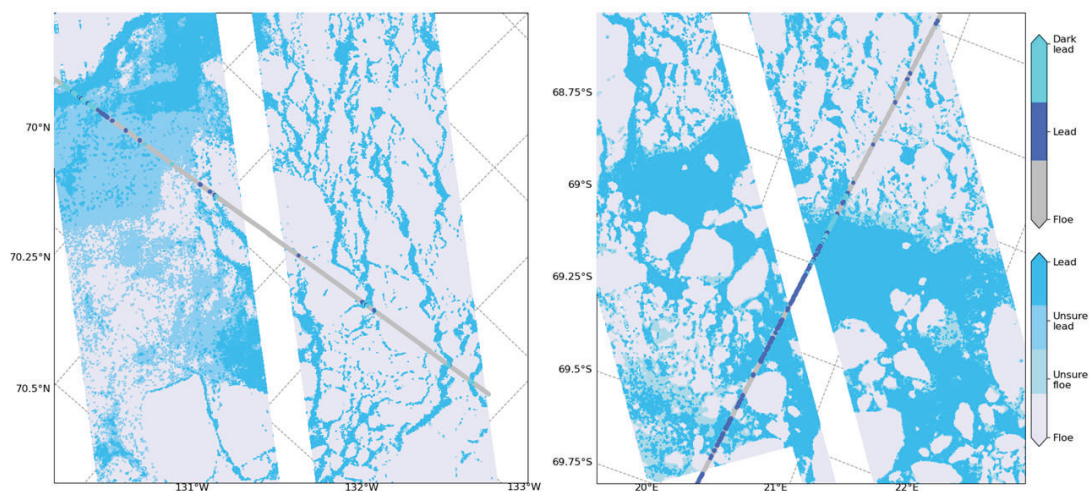 70°N
70.25°N
70.5°N
131°W
132°W
133°W
68.75°S
69°S
69.25°S
69.5°S
69.75°S
20°E
21°E
22°E
Dark
lead
Lead
Floe
Lead
Unsure
lead
Unsure
floe
Floe